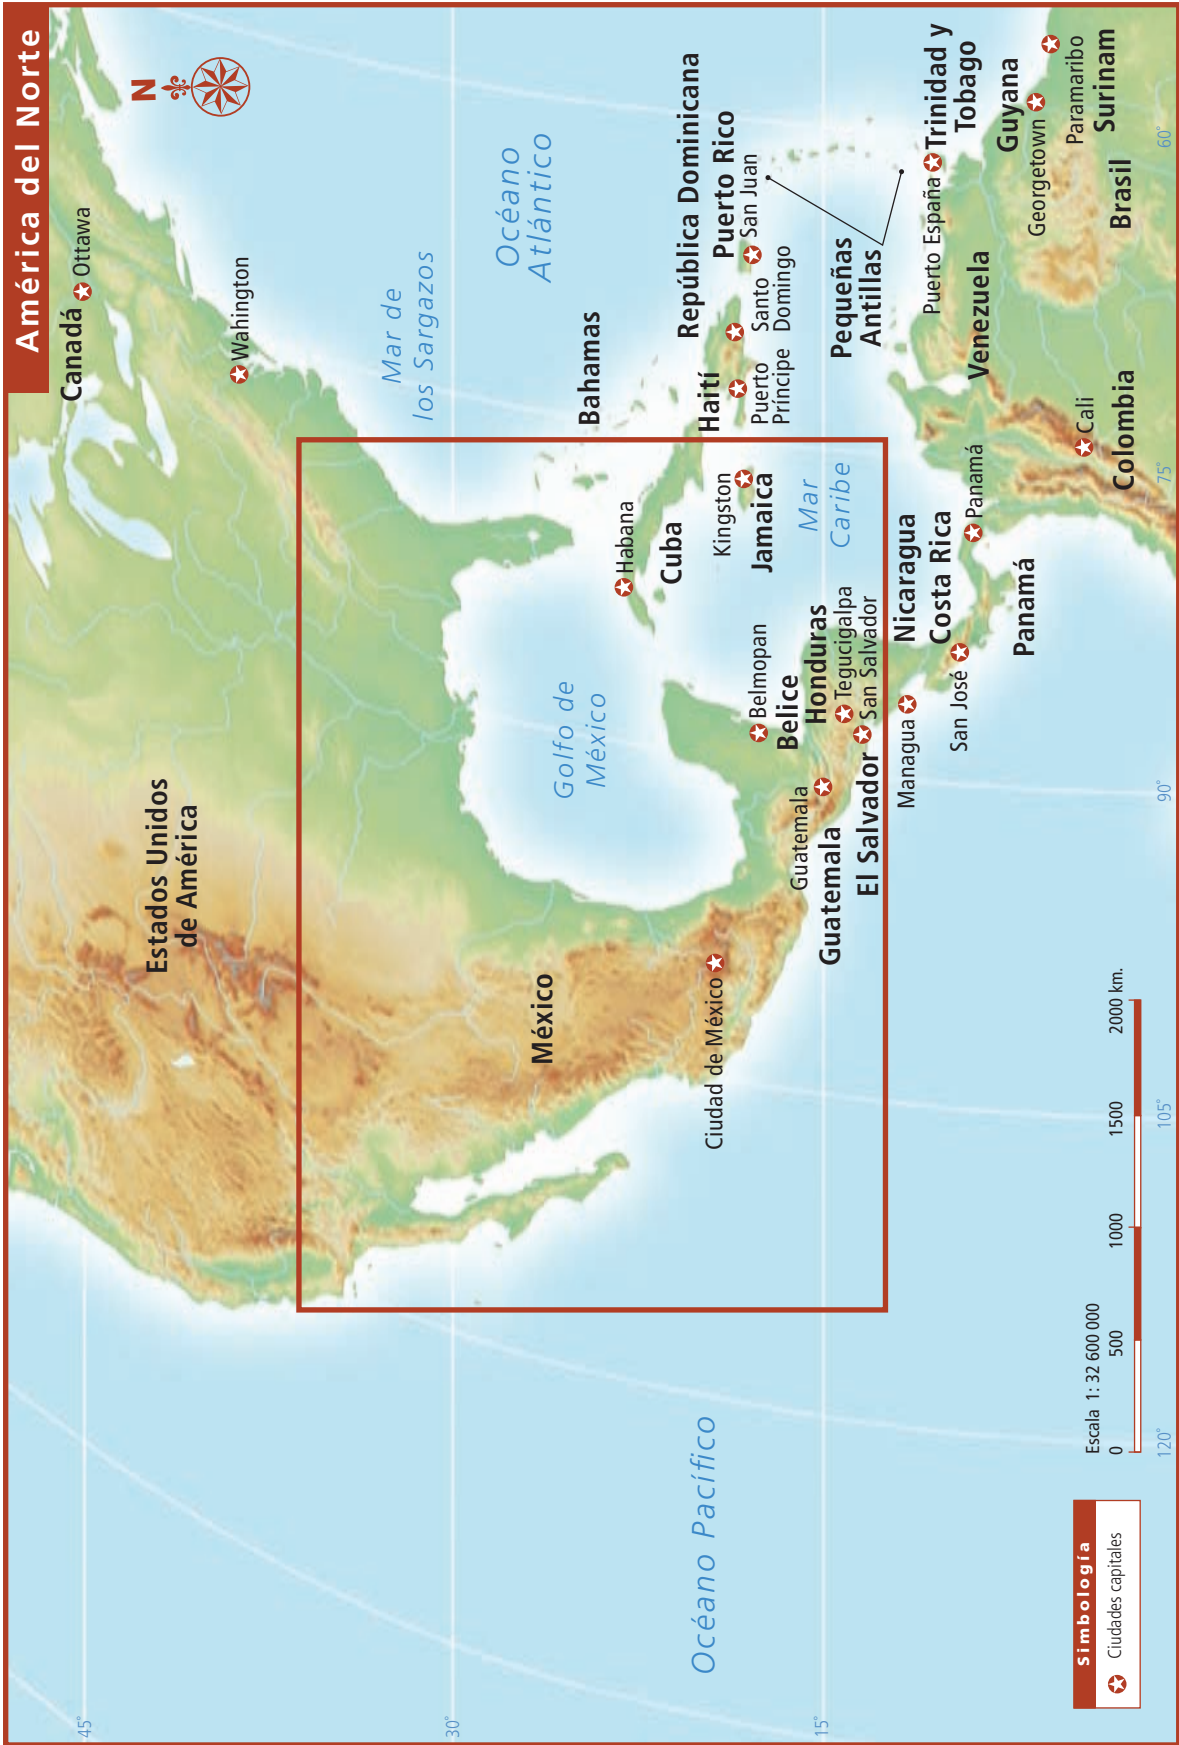 América del Norte
N
Canadá
Ottawa
Wahington
Estados Unidos
de América
Océano
Atlántico
Mar de
los Sargazos
Bahamas
Golfo de
México
México
Ciudad de México
Habana
Cuba
Kingston
Jamaica
Haití
Puerto
Príncipe
República Dominicana
Santo
Domingo
Puerto Rico
San Juan
Pequeñas
Antillas
Mar
Caribe
Belmopan
Belice
Guatemala
Guatemala
Honduras
Tegucigalpa
San Salvador
El Salvador
Nicaragua
Managua
Costa Rica
San José
Panamá
Panamá
Puerto España
Trinidad y
Tobago
Venezuela
Guyana
Georgetown
Paramaribo
Surinam
Brasil
Cali
Colombia
Océano Pacífico
45°
30°
15°
120°
105°
90°
75°
60°
Simbología
Ciudades capitales
Escala 1: 32 600 000
0 500 1000 1500 2000 km.